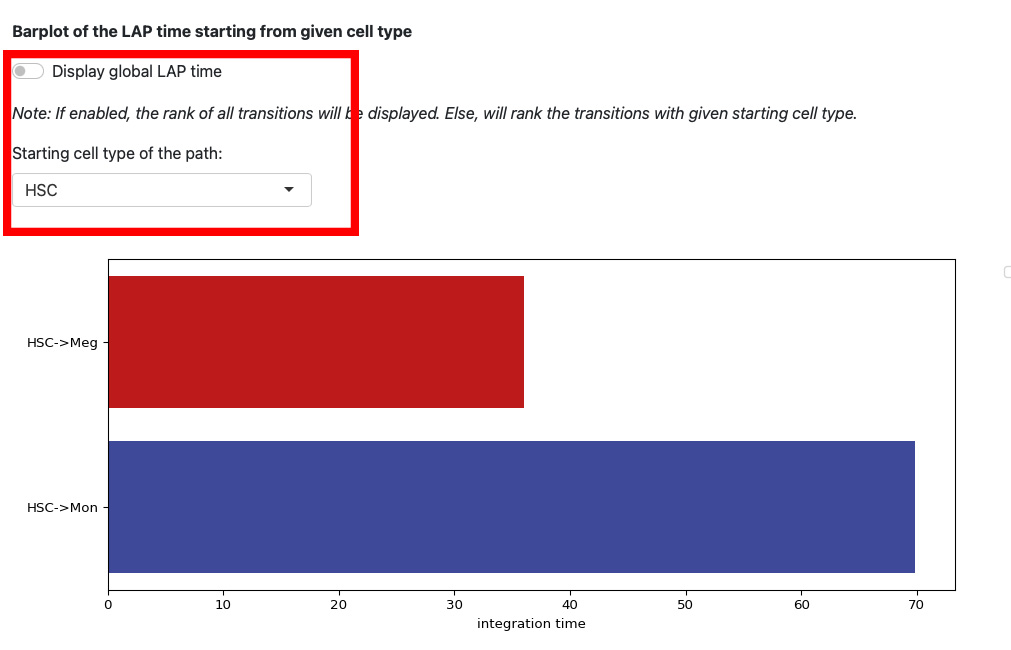 Barplot of the LAP time starting from given cell type
Display global LAP time
Note: If enabled, the rank of all transitions will be displayed. Else, will rank the transitions with given starting cell type.
Starting cell type of the path:
HSC
HSC->Meg
HSC->Mon
0 10 20 30 40 50 60 70
integration time